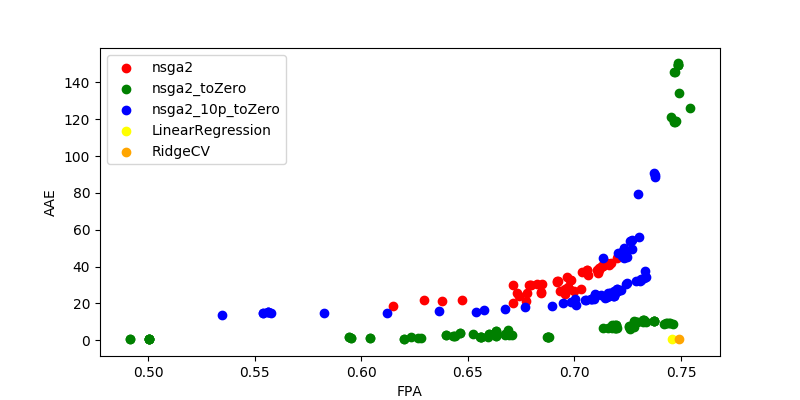 nsga2
nsga2_toZero
nsga2_10p_toZero
LinearRegression
RidgeCV
140
120
100
80
60
40
20
0
AAE
0.50 0.55 0.60 0.65 0.70 0.75
FPA